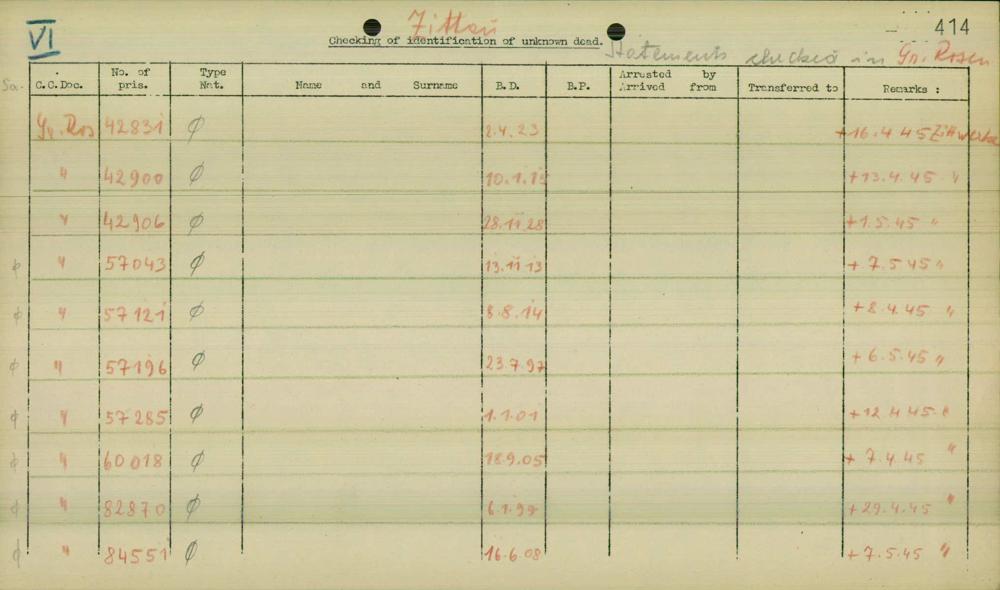 VI Zittau 414
Checking of identification of unknown dead.
Statements checked in Gr. Rosen
C.C.Doc. No. of pris. Type Nat. Name and Surname B.D. B.P. Arrested by Arrived from Transferred to Remarks :
Gr. Ros 42831 ø 2.4.23 +16.4.45 Zittwerke
" 42900 ø 10.1.15 +13.4.45 "
" 42906 ø 28.11.28 +1.5.45 "
ø " 57043 ø 13.11.13 + 7.5.45 "
ø " 57121 ø 8.8.14 +8.4.45 "
ø " 57196 ø 23.7.97 + 6.5.45 "
ø " 57285 ø 1.1.01 +12.4.45 "
ø " 60018 ø 18.9.05 + 7.4.45 "
ø " 82870 ø 6.1.99 +29.4.45 "
ø " 84551 ø 16.6.08 +7.5.45 "